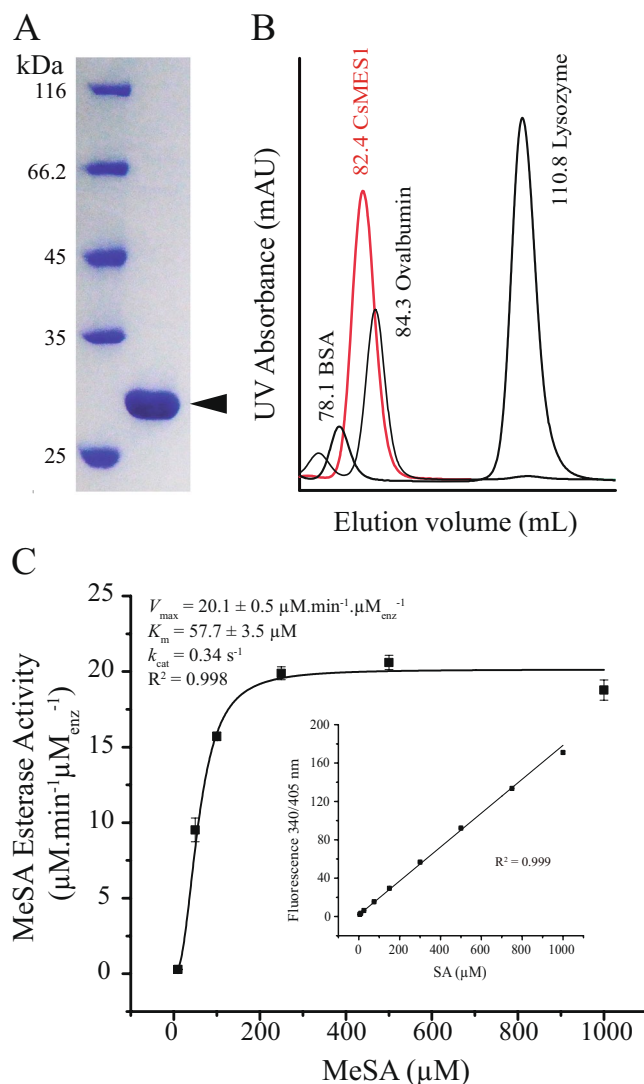 A
kDa
116
66.2
45
35
25
B
UV Absorbance (mAU)
78.1 BSA
82.4 CsMES1
84.3 Ovalbumin
110.8 Lysozyme
Elution volume (mL)
C
MeSA Esterase Activity
(µM.min⁻¹µMₑₙz⁻¹)
25
20
15
10
5
0
Vmax = 20.1 ± 0.5 µM.min⁻¹.µMenz⁻¹
Km = 57.7 ± 3.5 µM
kcat = 0.34 s⁻¹
R² = 0.998
Fluorescence 340/405 nm
200
160
120
80
40
0
R² = 0.999
0 200 400 600 800 1000
SA (µM)
0 200 400 600 800 1000
MeSA (µM)